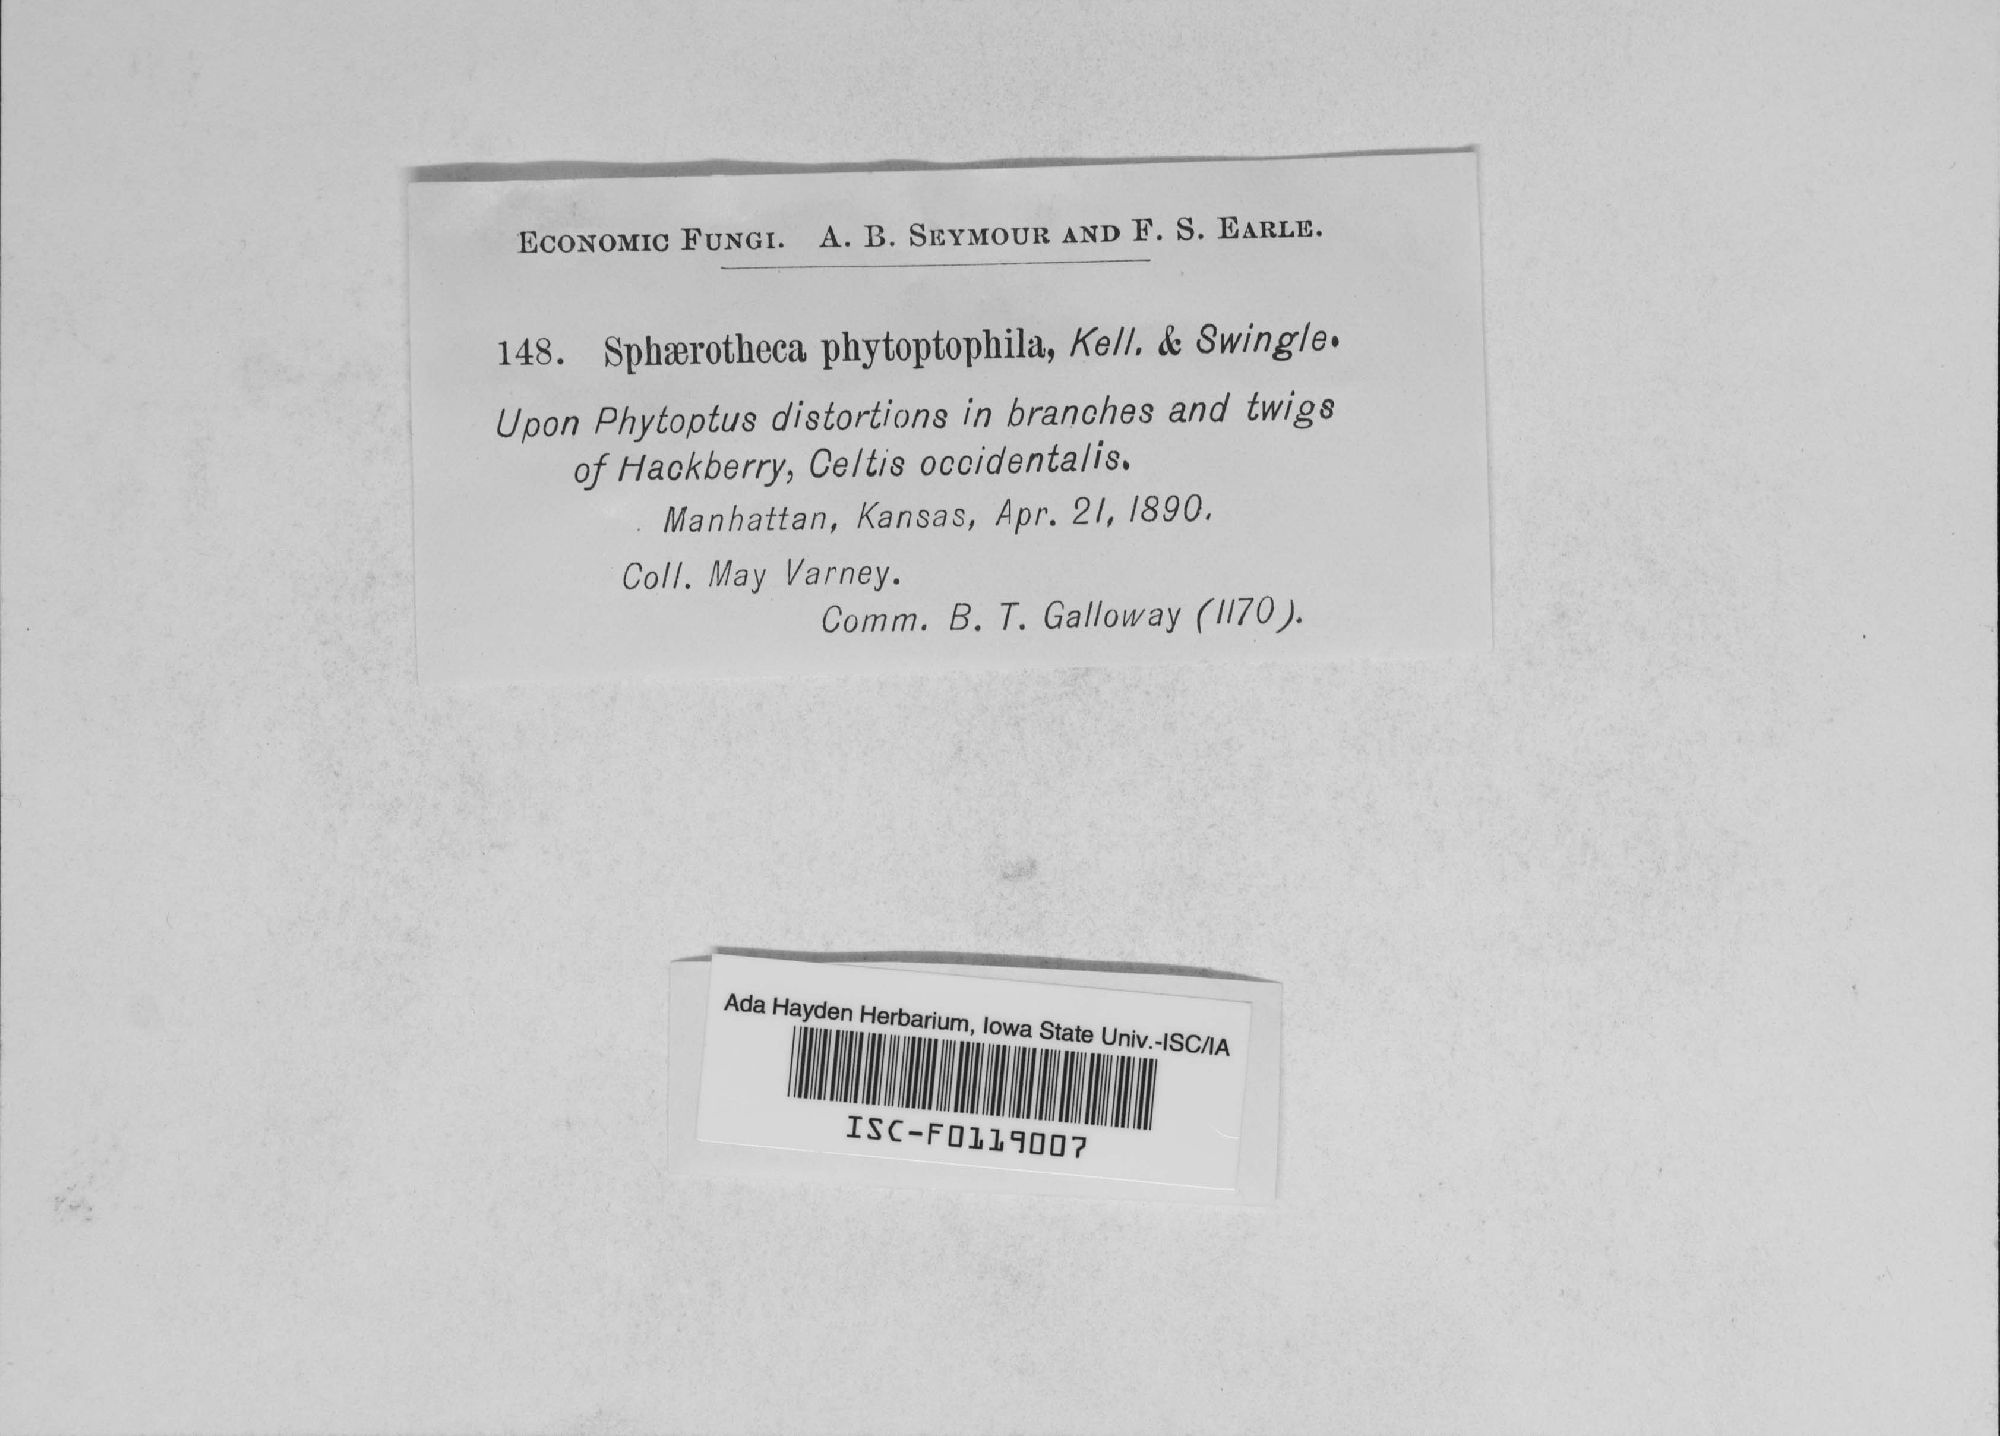 ECONOMIC FUNGI. A. B. SEYMOUR AND F. S. EARLE.
148. Sphærotheca phytoptophila, Kell. & Swingle.
Upon Phytoptus distortions in branches and twigs
of Hackberry, Celtis occidentalis.
Manhattan, Kansas, Apr. 21, 1890.
Coll. May Varney.
Comm. B. T. Galloway (1170).
Ada Hayden Herbarium, Iowa State Univ.-ISC/IA
ISC-F0119007